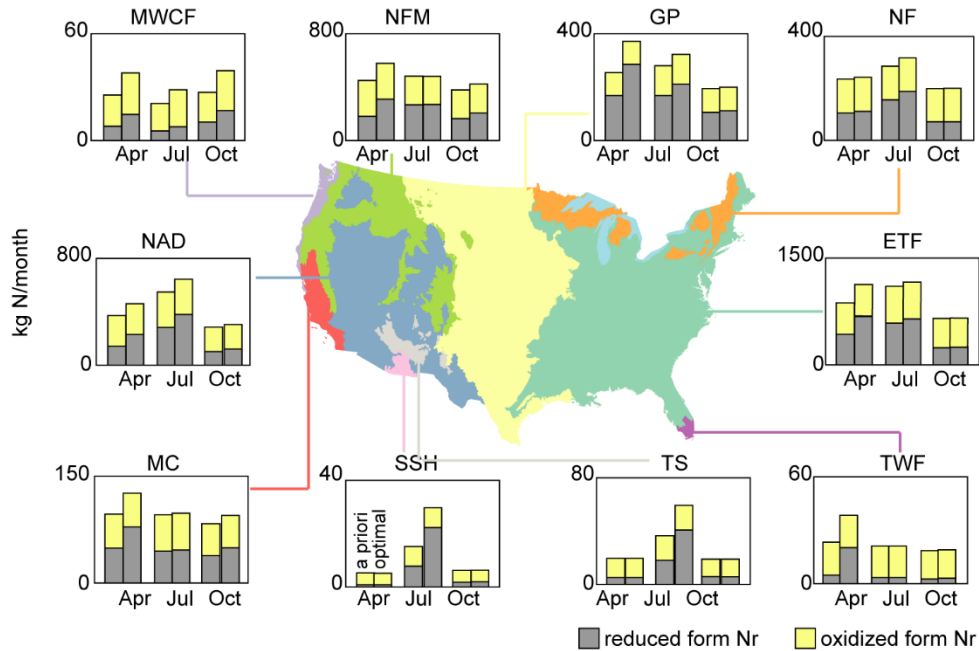 MWCF
60
0
Apr Jul Oct
NFM
800
0
Apr Jul Oct
GP
400
0
Apr Jul Oct
NF
400
0
Apr Jul Oct
kg N/month
NAD
800
0
Apr Jul Oct
ETF
1500
0
Apr Jul Oct
MC
150
0
Apr Jul Oct
SSH
40
0
a priori
optimal
Apr Jul Oct
TS
80
0
Apr Jul Oct
TWF
60
0
Apr Jul Oct
reduced form Nr
oxidized form Nr